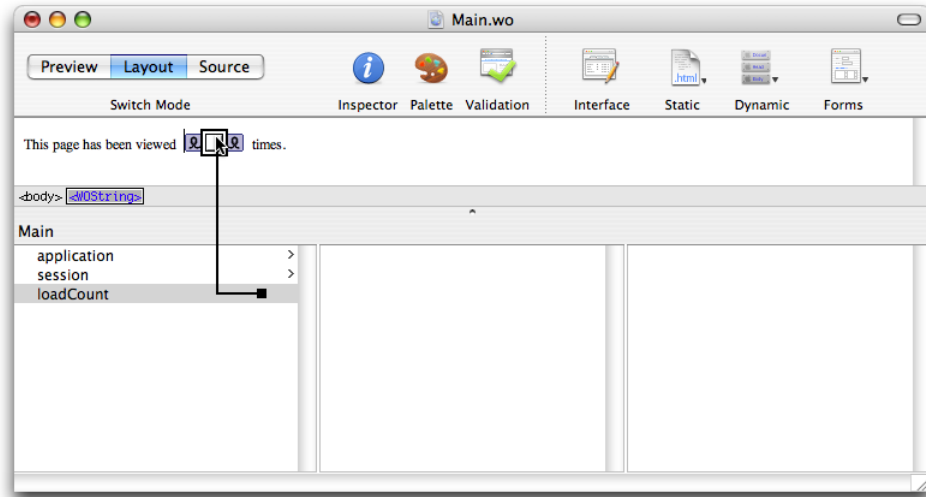 Main.wo
Preview Layout Source
Switch Mode Inspector Palette Validation Interface Static Dynamic Forms
.html
This page has been viewed times.
<body> <WOString>
Main
application >
session >
loadCount